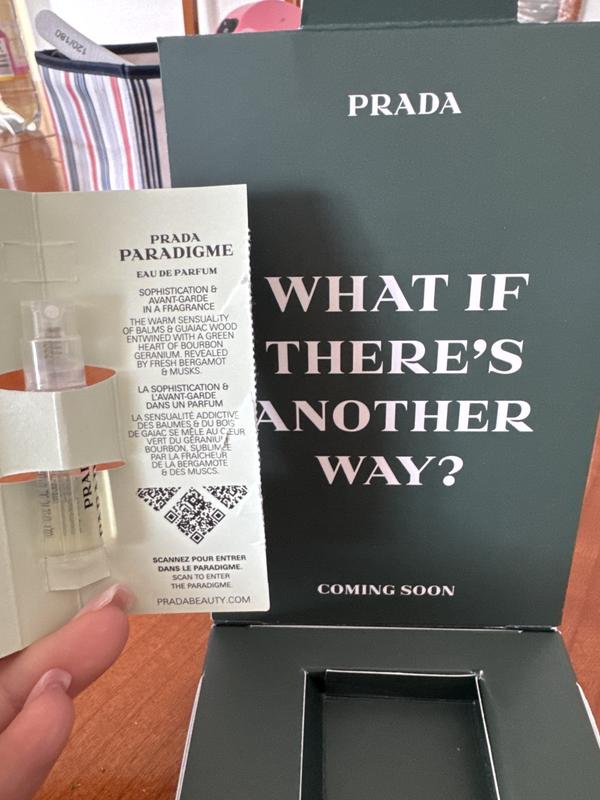 120/180
PRADA
WHAT IF
THERE'S
ANOTHER
WAY?
COMING SOON
PRADA
PARADIGME
EAU DE PARFUM
SOPHISTICATION &
AVANT-GARDE
IN A FRAGRANCE
THE WARM SENSUALITY
OF BALMS & GUAIAC WOOD
ENTWINED WITH A GREEN
HEART OF BOURBON
GERANIUM. REVEALED
BY FRESH BERGAMOT
& MUSKS.
LA SOPHISTICATION &
L'AVANT-GARDE
DANS UN PARFUM
LA SENSUALITÉ ADDICTIVE
DES BAUMES & DU BOIS
DE GAIAC SE MÊLE AU CŒUR
VERT DU GÉRANIUM
BOURBON, SUBLIMÉE
PAR LA FRAÎCHEUR
DE LA BERGAMOTE
& DES MUSCS.
SCANNEZ POUR ENTRER
DANS LE PARADIGME.
SCAN TO ENTER
THE PARADIGME.
PRADABEAUTY.COM